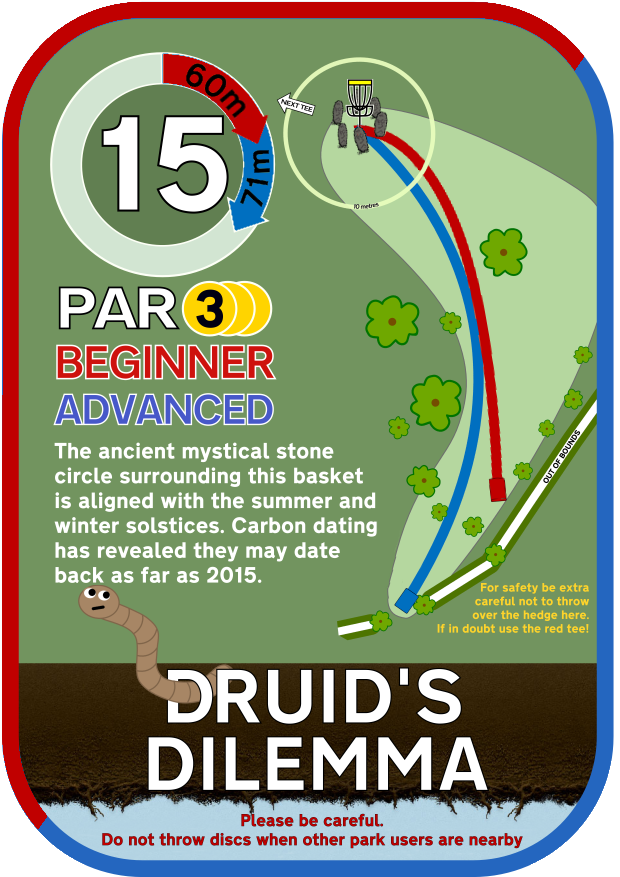 15
60m
71m
NEXT TEE
10 metres
PAR 3
BEGINNER
ADVANCED
The ancient mystical stone
circle surrounding this basket
is aligned with the summer and
winter solstices. Carbon dating
has revealed they may date
back as far as 2015.
OUT OF BOUNDS
For safety be extra
careful not to throw
over the hedge here.
If in doubt use the red tee!
DRUID'S
DILEMMA
Please be careful.
Do not throw discs when other park users are nearby